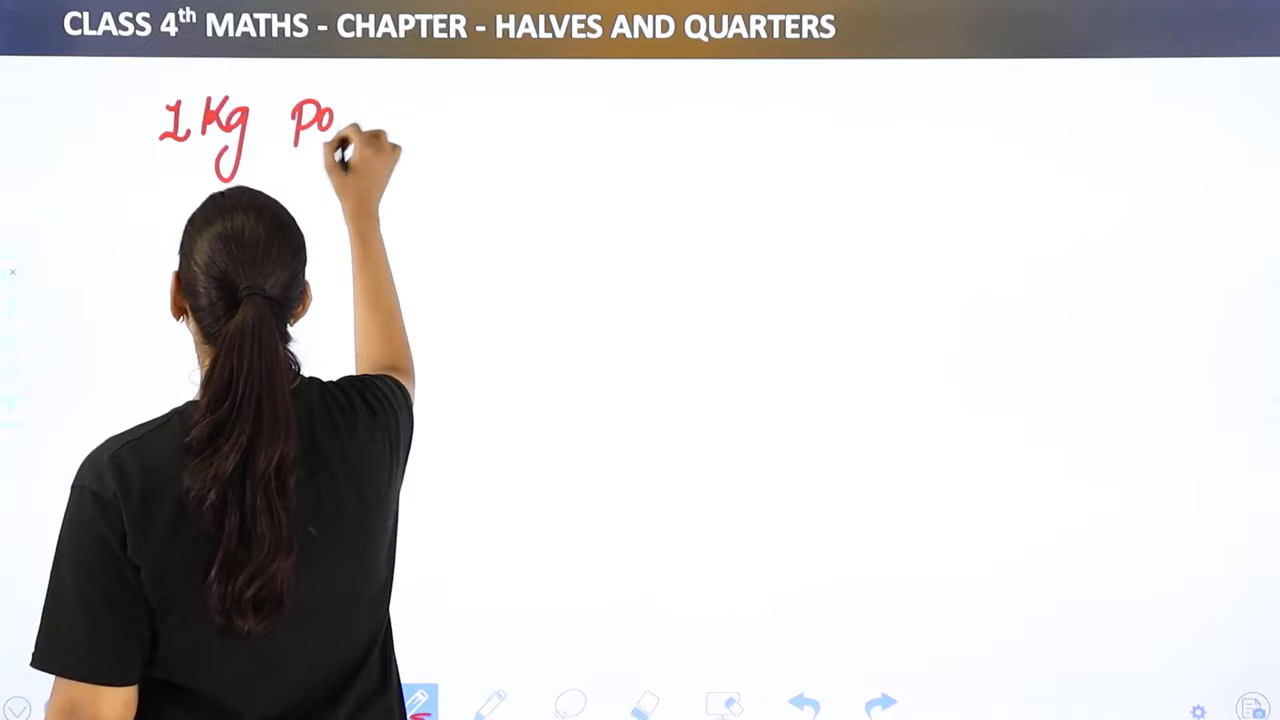 CLASS 4th MATHS - CHAPTER - HALVES AND QUARTERS
1 Kg Po